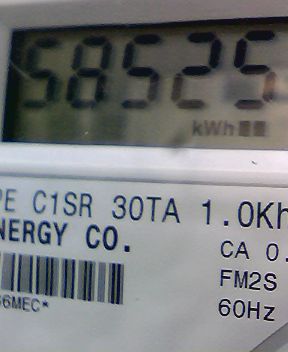 58525
kWh
PE C1SR 30TA 1.0Kh
NERGY CO.
CA 0.
FM2S
6MEC*
60Hz